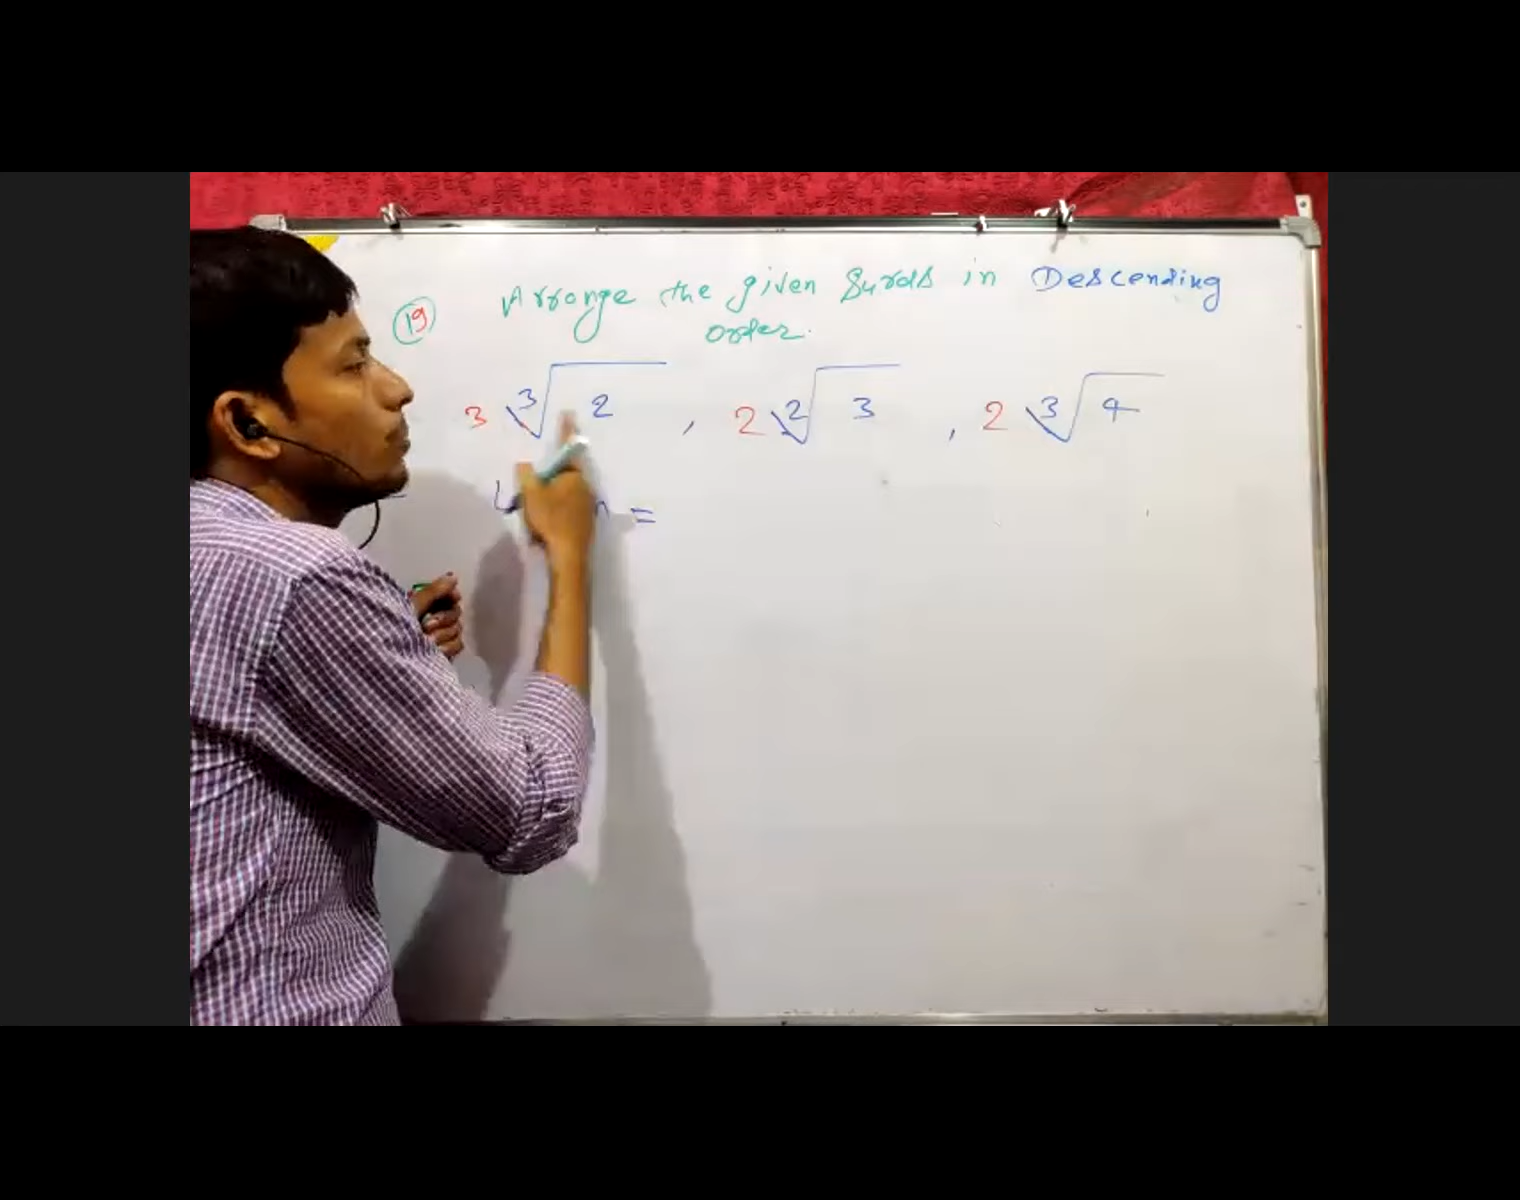 19 Arrange the given Surds in Descending
order.
3 ∛2 , 2 ²√3 , 2 ∛4
=